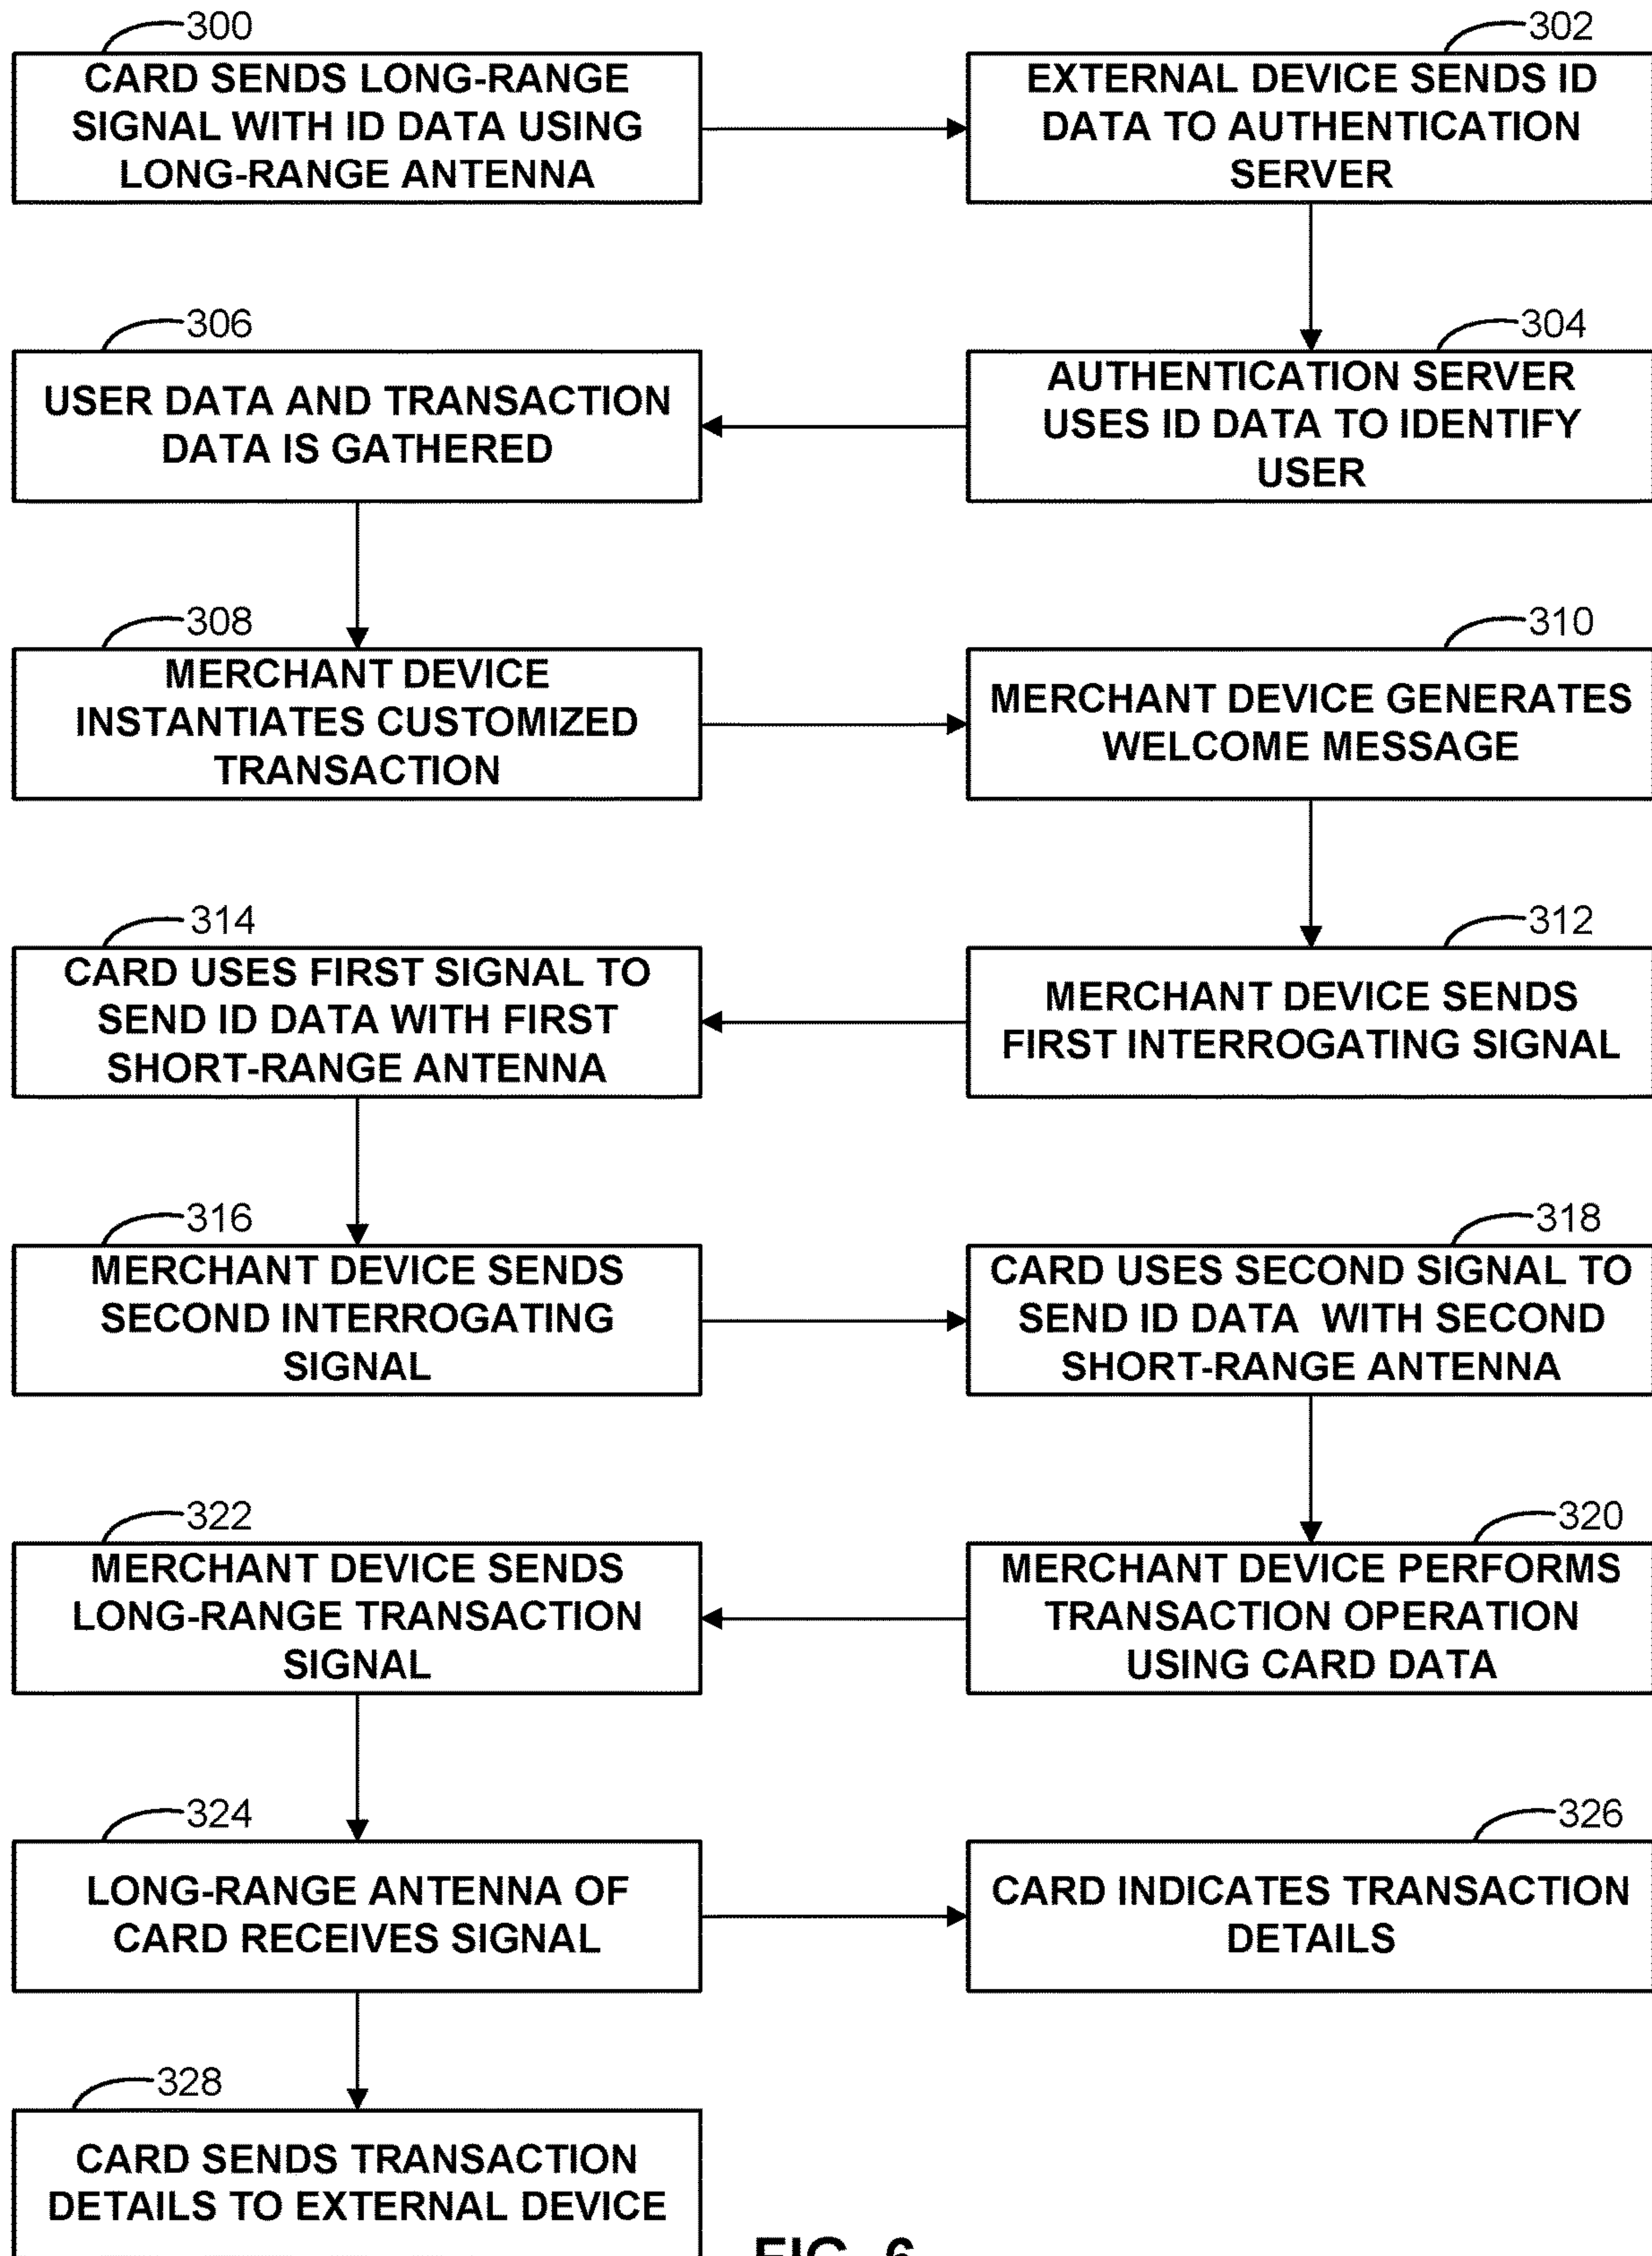 300
CARD SENDS LONG-RANGE
SIGNAL WITH ID DATA USING
LONG-RANGE ANTENNA
302
EXTERNAL DEVICE SENDS ID
DATA TO AUTHENTICATION
SERVER
304
AUTHENTICATION SERVER
USES ID DATA TO IDENTIFY
USER
306
USER DATA AND TRANSACTION
DATA IS GATHERED
308
MERCHANT DEVICE
INSTANTIATES CUSTOMIZED
TRANSACTION
310
MERCHANT DEVICE GENERATES
WELCOME MESSAGE
312
MERCHANT DEVICE SENDS
FIRST INTERROGATING SIGNAL
314
CARD USES FIRST SIGNAL TO
SEND ID DATA WITH FIRST
SHORT-RANGE ANTENNA
316
MERCHANT DEVICE SENDS
SECOND INTERROGATING
SIGNAL
318
CARD USES SECOND SIGNAL TO
SEND ID DATA WITH SECOND
SHORT-RANGE ANTENNA
320
MERCHANT DEVICE PERFORMS
TRANSACTION OPERATION
USING CARD DATA
322
MERCHANT DEVICE SENDS
LONG-RANGE TRANSACTION
SIGNAL
324
LONG-RANGE ANTENNA OF
CARD RECEIVES SIGNAL
326
CARD INDICATES TRANSACTION
DETAILS
328
CARD SENDS TRANSACTION
DETAILS TO EXTERNAL DEVICE
FIG. 6